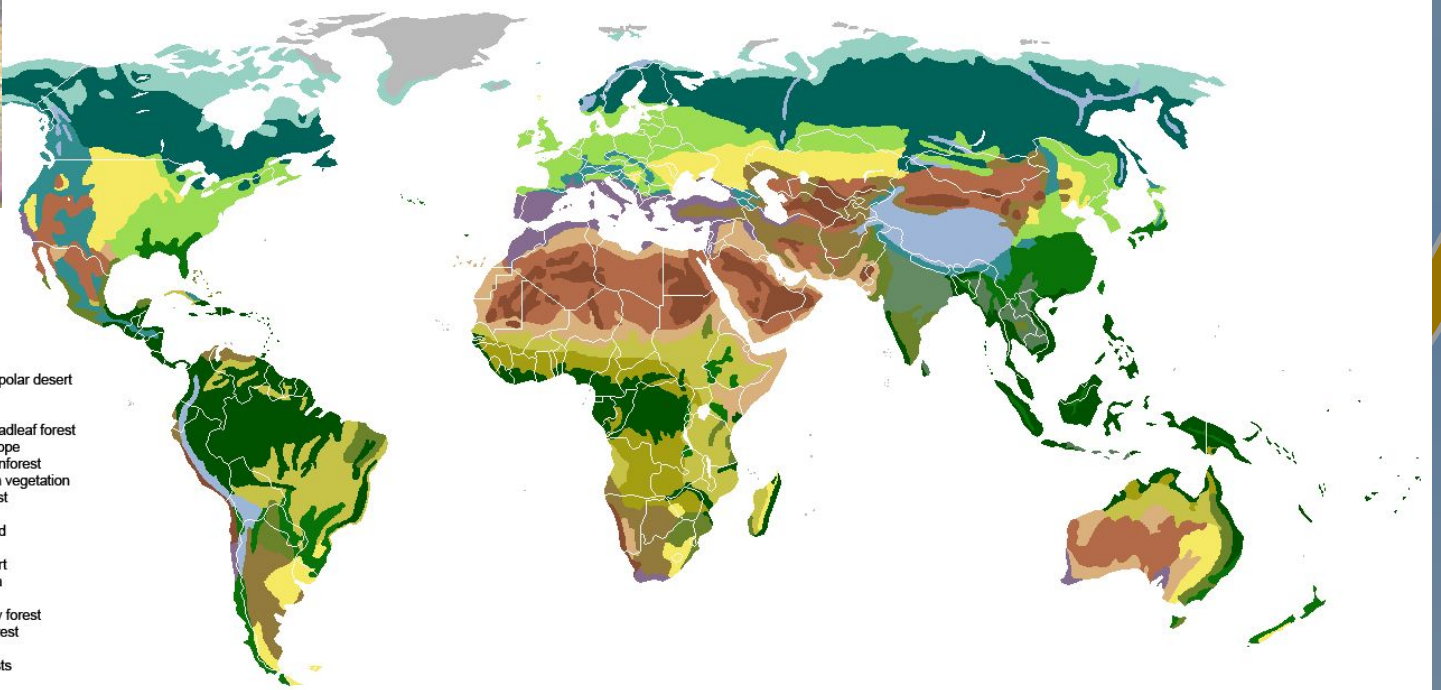 polar desert
adleaf forest
ope
nforest
vegetation
st
d
rt
forest
est
ts